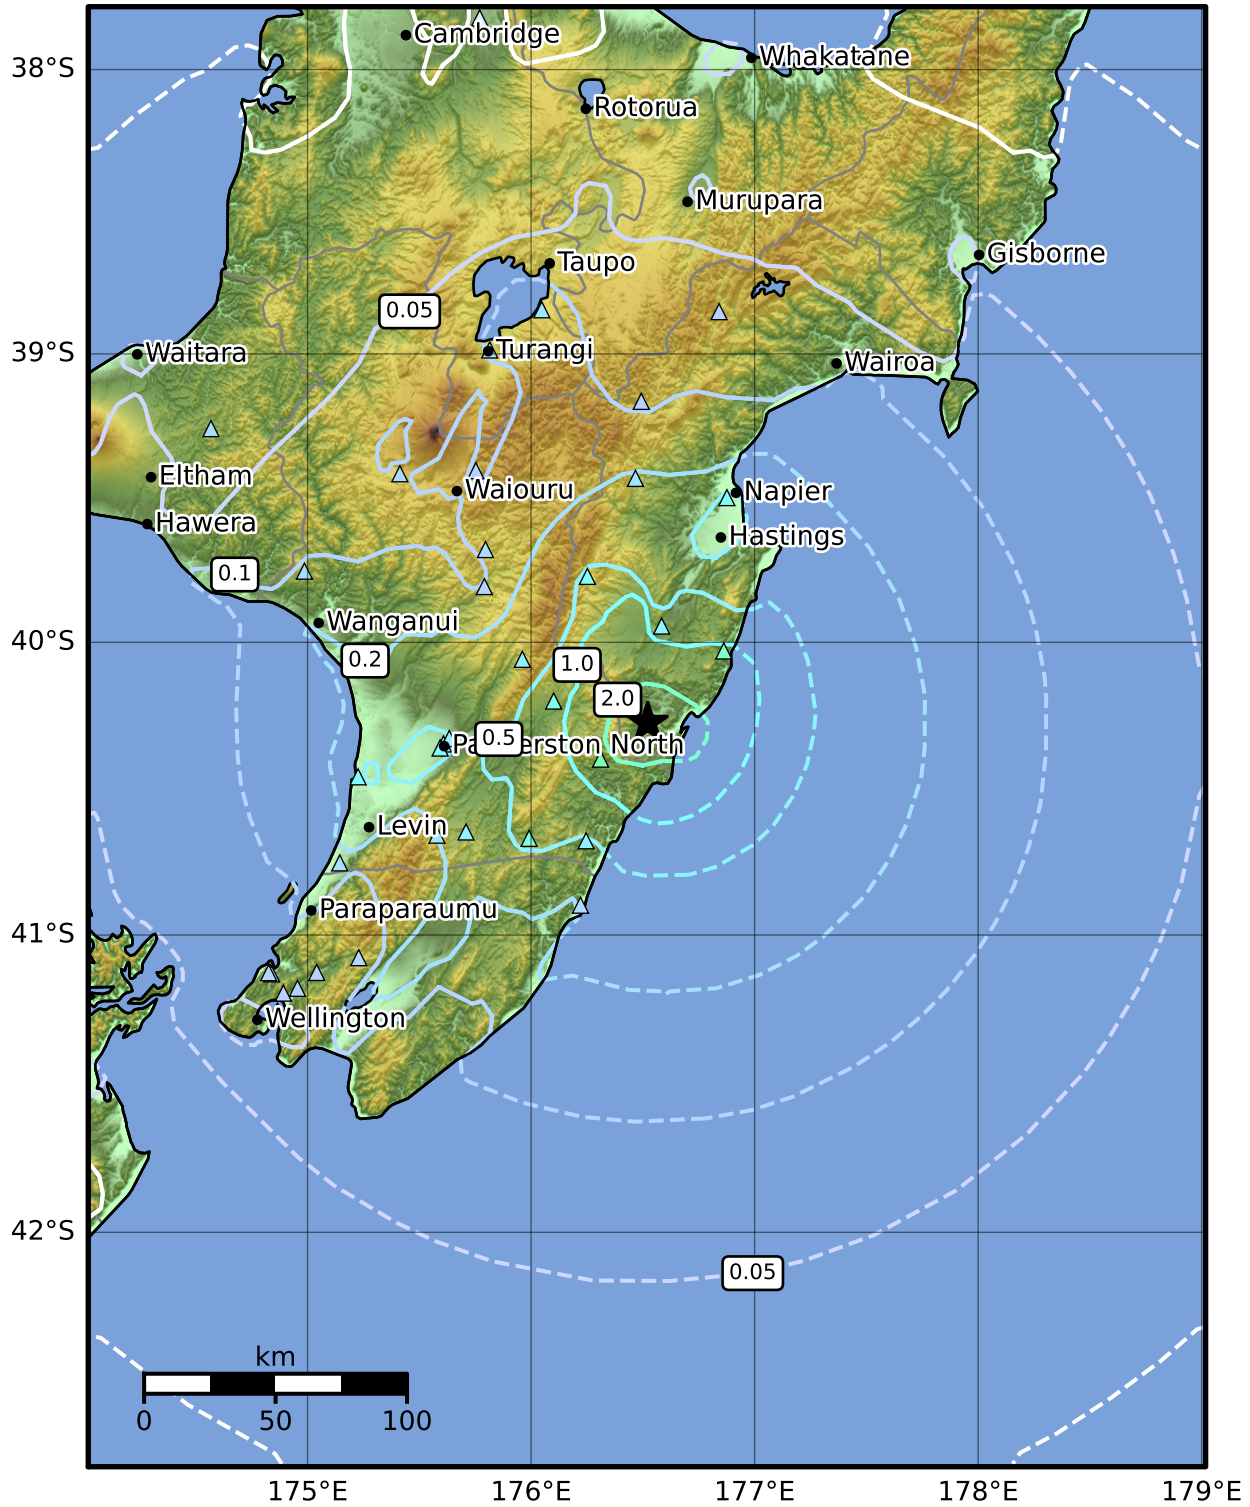 Cambridge
Whakatane
38°S
Rotorua
Murupara
Gisborne
Taupo
0.05
Waitara
Turangi
39°S
Wairoa
Eltham
Waiouru
Napier
Hawera
Hastings
0.1
Wanganui
40°S
0.2
1.0
2.0
0.5
Palmerston North
Levin
Paraparaumu
41°S
Wellington
42°S
0.05
km
0 50 100
175°E 176°E 177°E 178°E 179°E